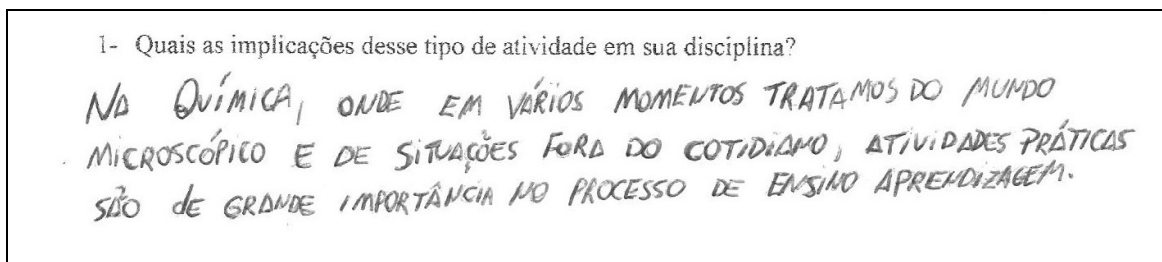 1- Quais as implicações desse tipo de atividade em sua disciplina?
NA QUÍMICA, ONDE EM VÁRIOS MOMENTOS TRATAMOS DO MUNDO
MICROSCÓPICO E DE SITUAÇÕES FORA DO COTIDIANO, ATIVIDADES PRÁTICAS
SÃO dE GRANDE IMPORTÂNCIA NO PROCESSO DE ENSINO APRENDIZAGEM.